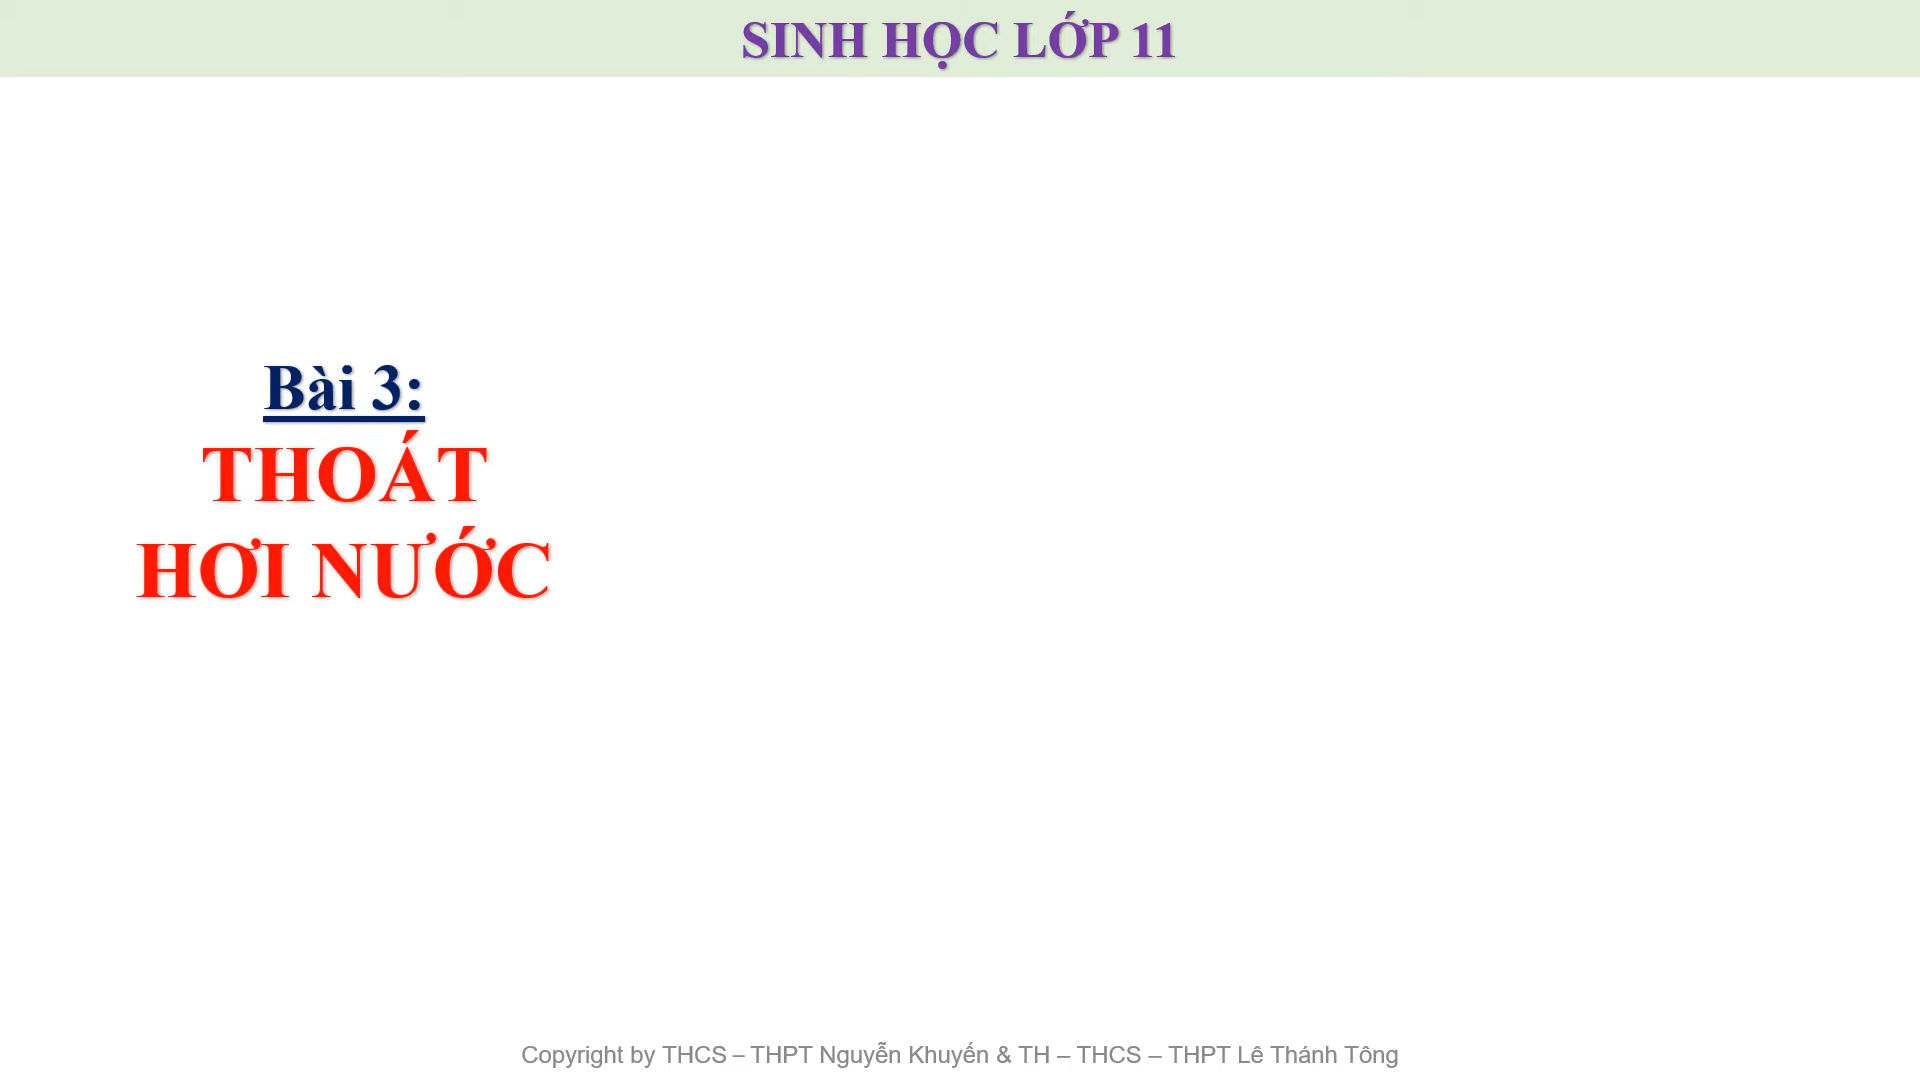 SINH HỌC LỚP 11
Bài 3:
THOÁT
HƠI NƯỚC
Copyright by THCS – THPT Nguyễn Khuyến & TH – THCS – THPT Lê Thánh Tông